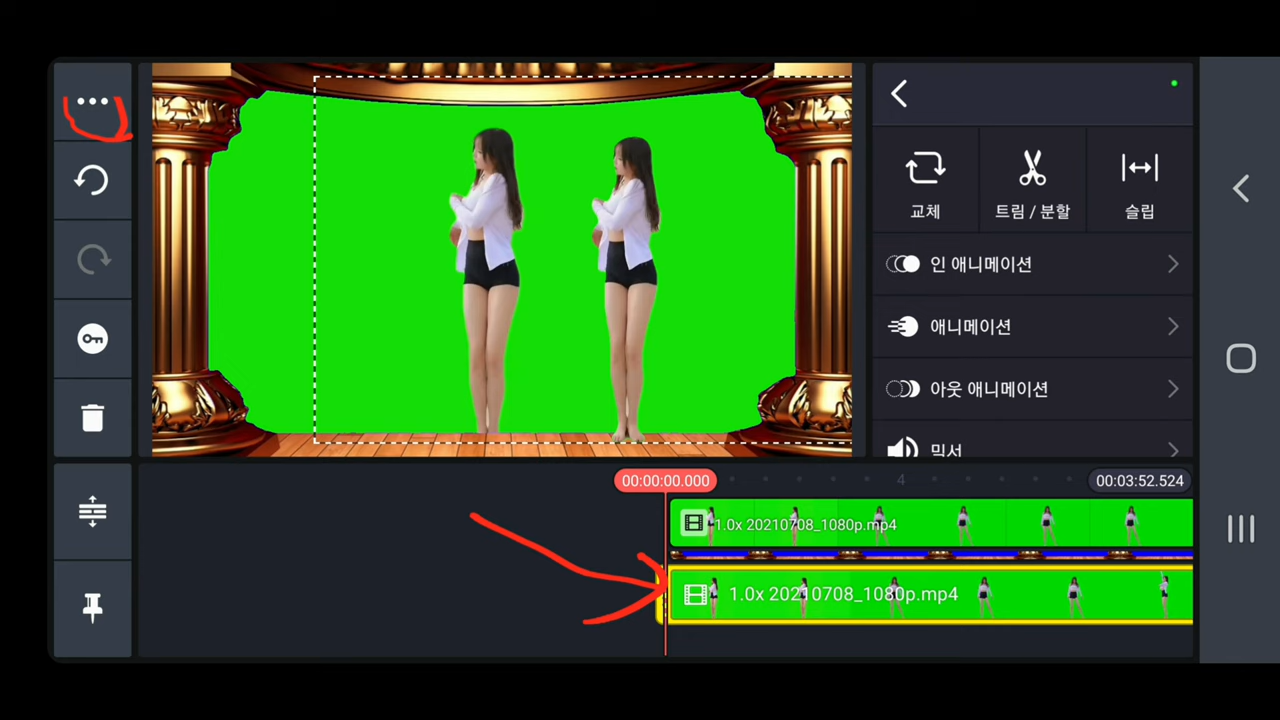 교체
트림 / 분할
슬립
인 애니메이션
애니메이션
아웃 애니메이션
믹서
00:00:00.000
4
00:03:52.524
1.0x 20210708_1080p.mp4
1.0x 20210708_1080p.mp4